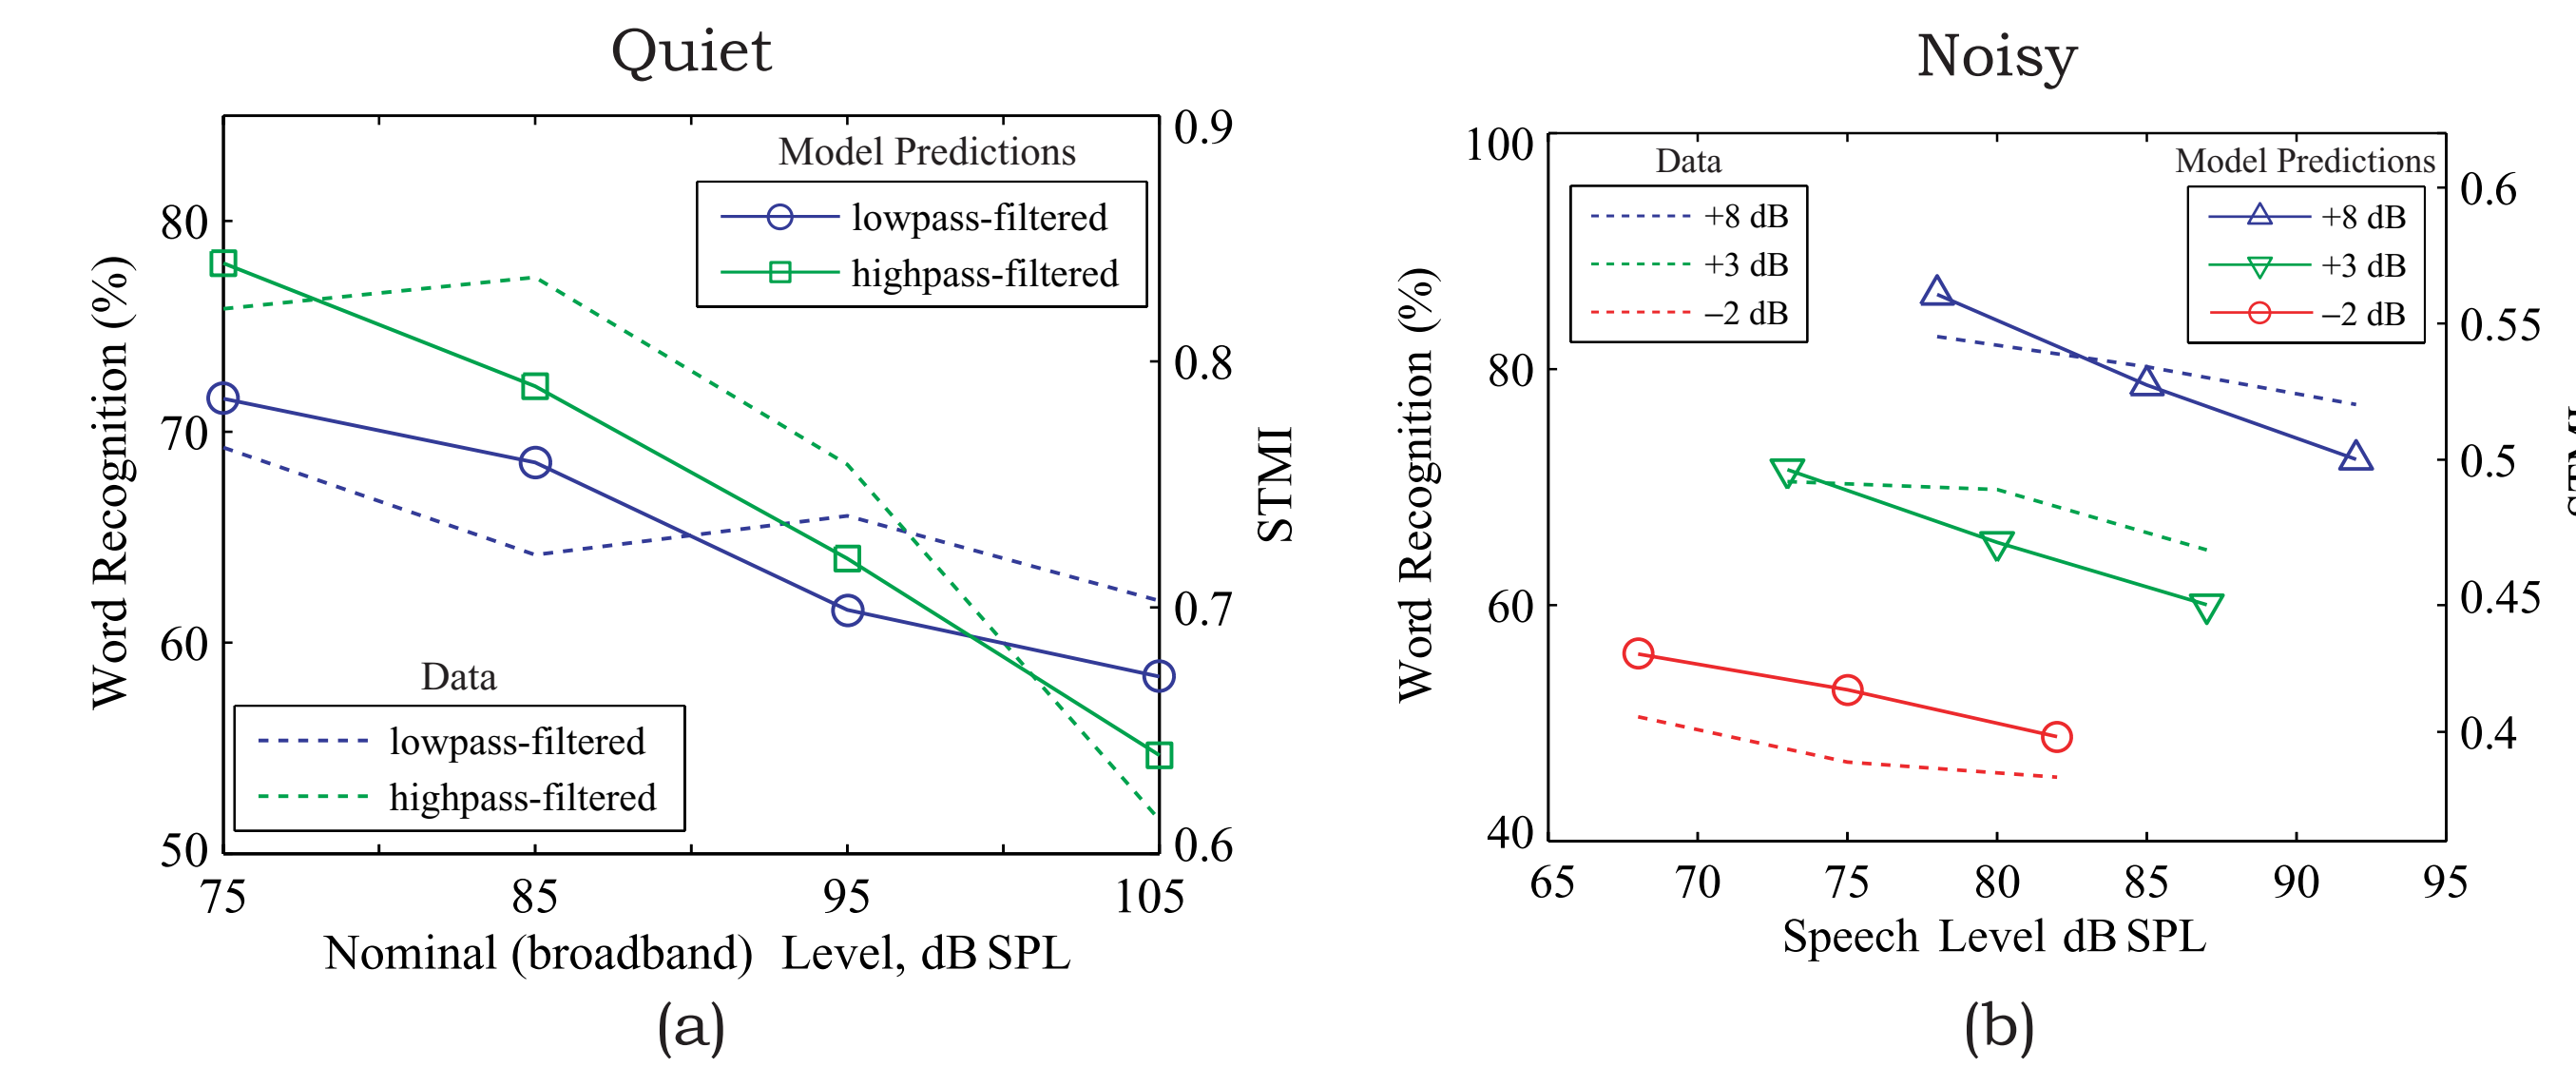 Quiet
Model Predictions
lowpass-filtered
highpass-filtered
Data
lowpass-filtered
highpass-filtered
Word Recognition (%)
80
70
60
50
0.9
0.8
0.7
0.6
STMI
75 85 95 105
Nominal (broadband) Level, dB SPL
(a)
Noisy
Data
+8 dB
+3 dB
–2 dB
Model Predictions
+8 dB
+3 dB
–2 dB
Word Recognition (%)
100
80
60
40
0.6
0.55
0.5
0.45
0.4
65 70 75 80 85 90 95
Speech Level dB SPL
(b)